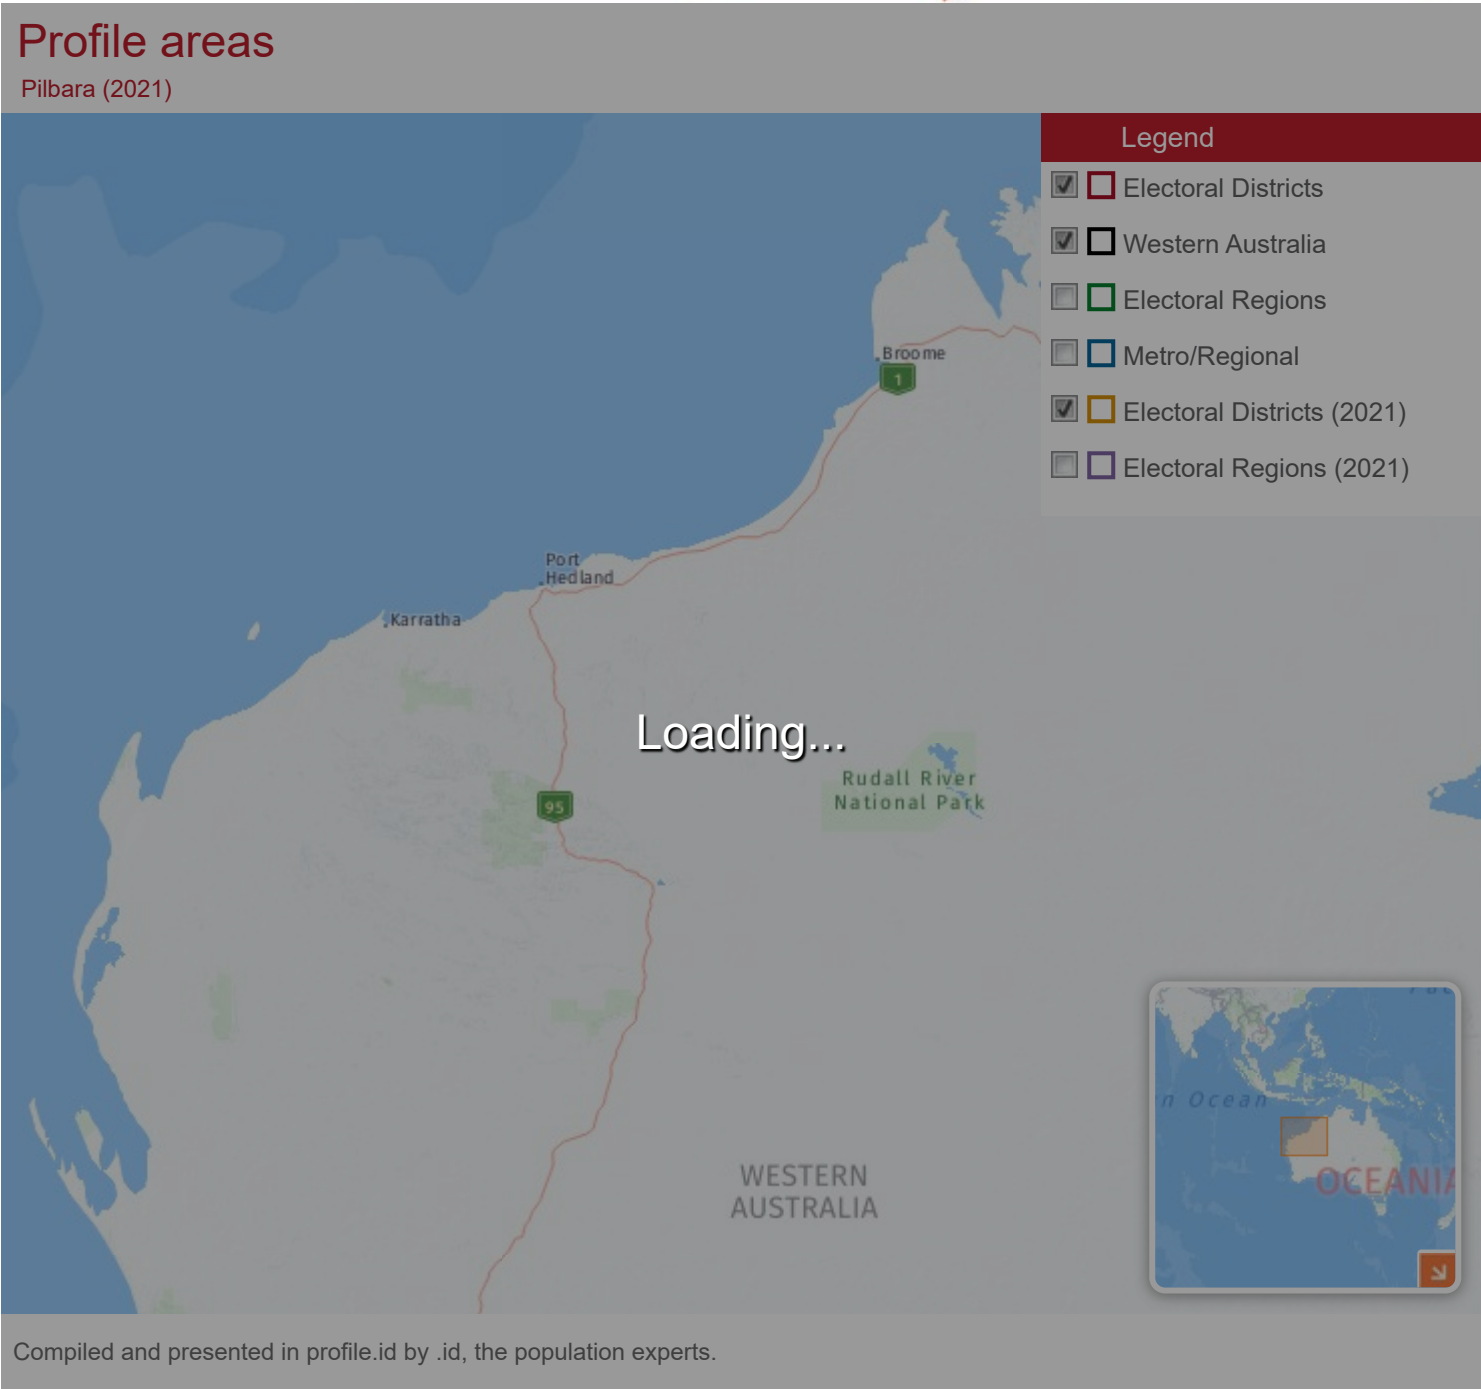 Profile areas
Pilbara (2021)
Legend
Electoral Districts
Western Australia
Electoral Regions
Metro/Regional
Electoral Districts (2021)
Electoral Regions (2021)
Broome
1
Port
Hedland
Karratha
Loading...
Rudall River
National Park
95
WESTERN
AUSTRALIA
n Ocean
OCEANIA
Compiled and presented in profile.id by .id, the population experts.